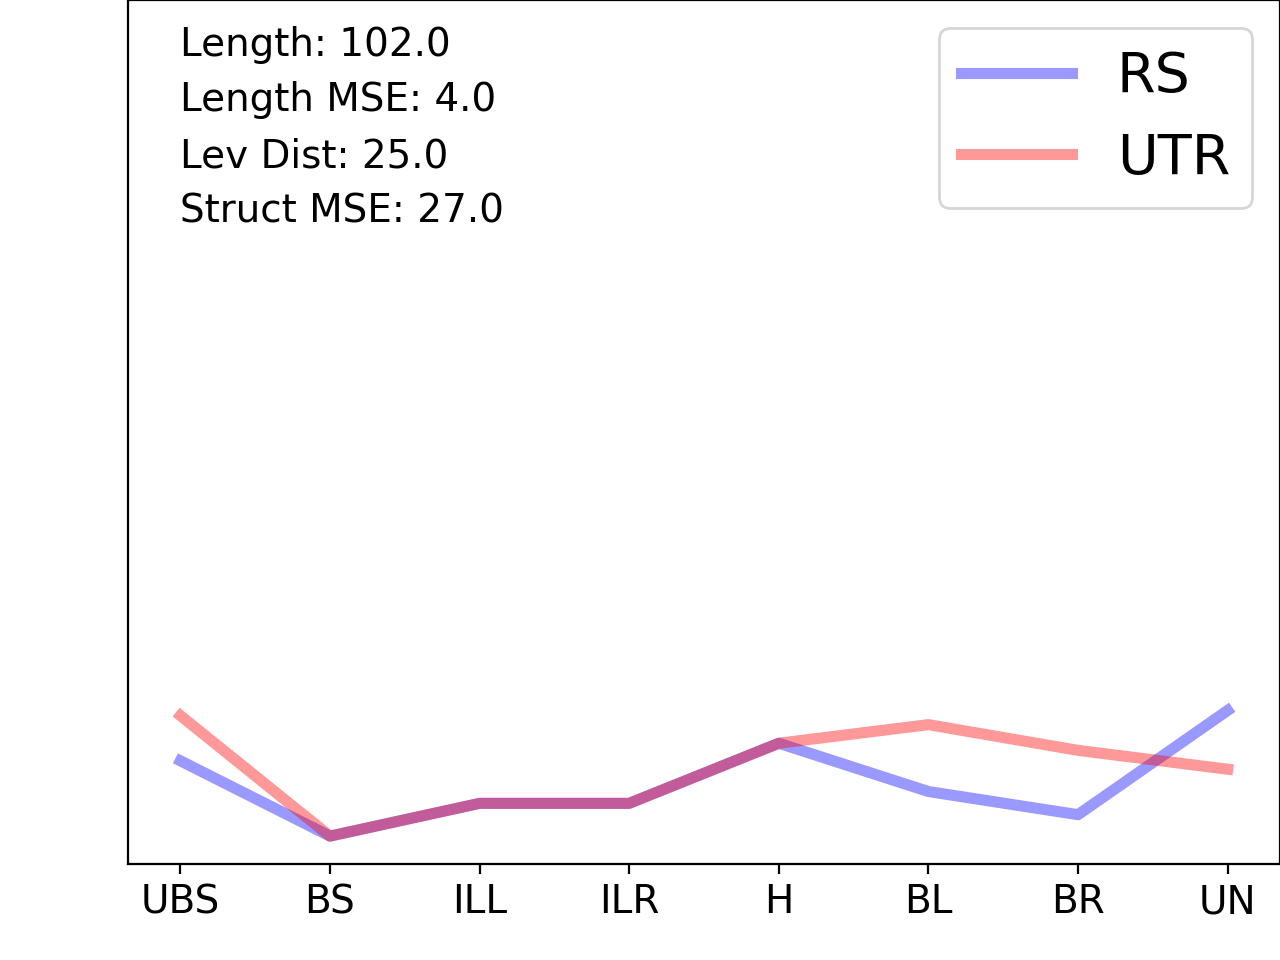 Length: 102.0
Length MSE: 4.0
Lev Dist: 25.0
Struct MSE: 27.0
RS
UTR
UBS BS ILL ILR H BL BR UN